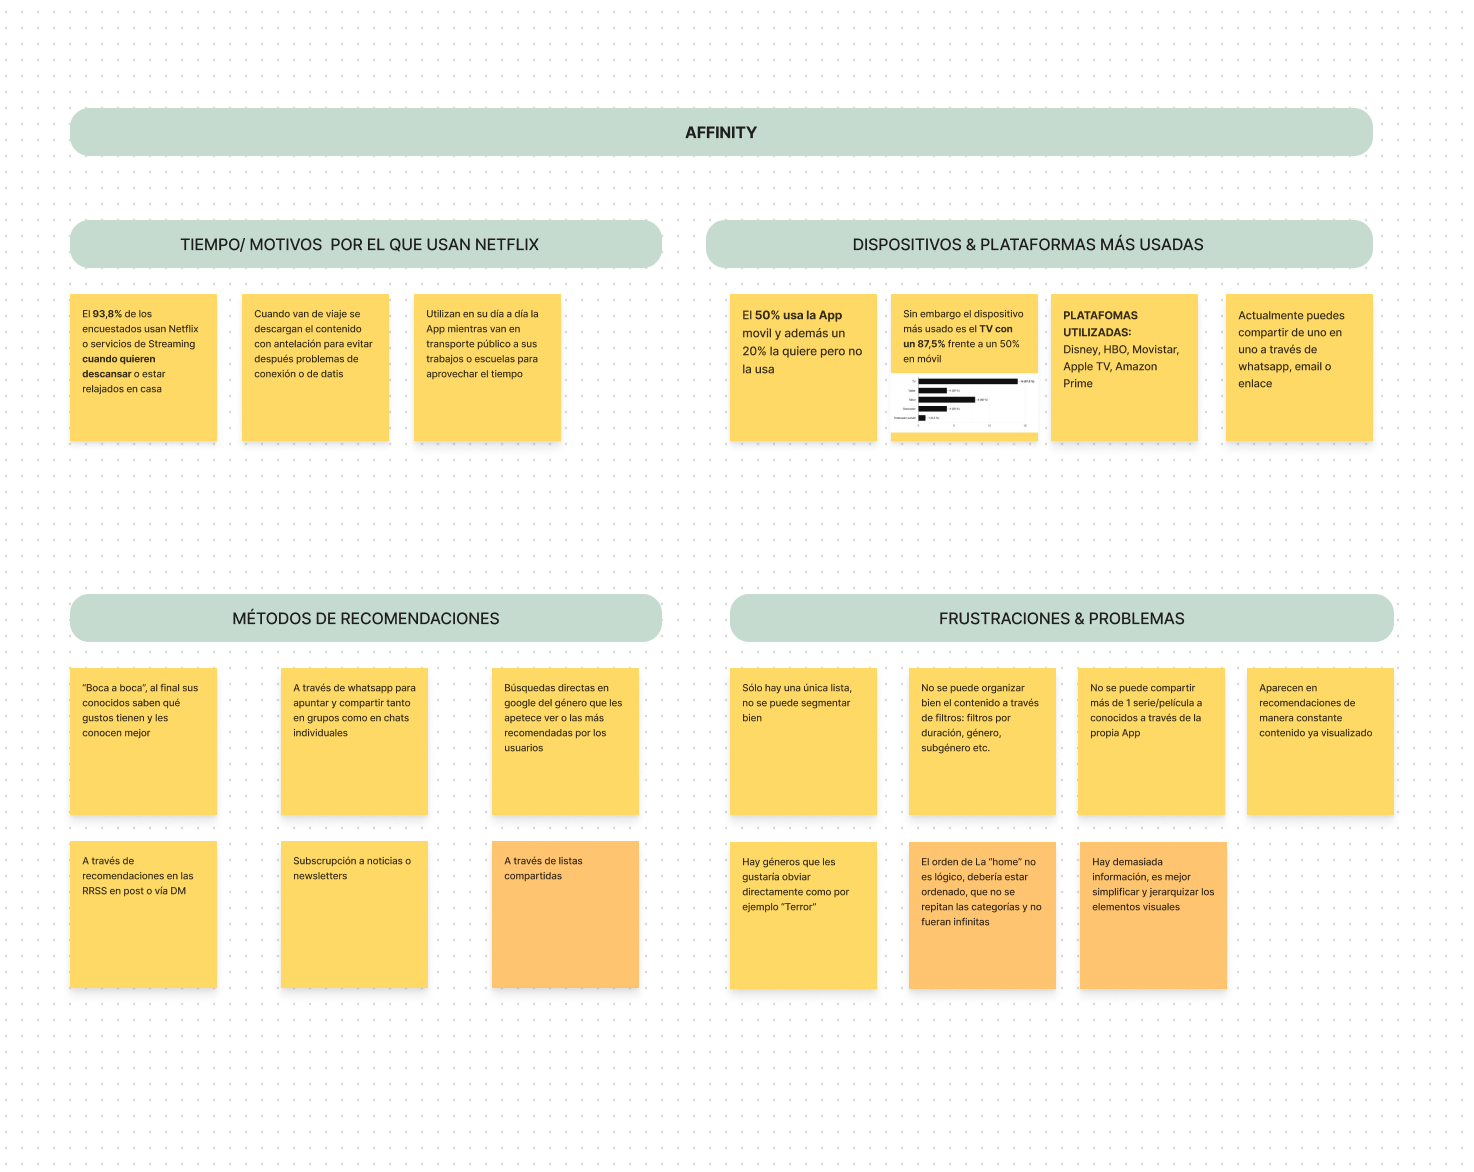 AFFINITY
TIEMPO/ MOTIVOS POR EL QUE USAN NETFLIX
El 93,8% de los
encuestados usan Netflix
o servicios de Streaming
cuando quieren
descansar o estar
relajados en casa
Cuando van de viaje se
descargan el contenido
con antelación para evitar
después problemas de
conexión o de datis
Utilizan en su día a día la
App mientras van en
transporte público a sus
trabajos o escuelas para
aprovechar el tiempo
DISPOSITIVOS & PLATAFORMAS MÁS USADAS
El 50% usa la App
movil y además un
20% la quiere pero no
la usa
Sin embargo el dispositivo
más usado es el TV con
un 87,5% frente a un 50%
en móvil
PLATAFOMAS
UTILIZADAS:
Disney, HBO, Movistar,
Apple TV, Amazon
Prime
Actualmente puedes
compartir de uno en
uno a través de
whatsapp, email o
enlace
MÉTODOS DE RECOMENDACIONES
“Boca a boca”, al final sus
conocidos saben qué
gustos tienen y les
conocen mejor
A través de whatsapp para
apuntar y compartir tanto
en grupos como en chats
individuales
Búsquedas directas en
google del género que les
apetece ver o las más
recomendadas por los
usuarios
A través de
recomendaciones en las
RRSS en post o vía DM
Subscrupción a noticias o
newsletters
A través de listas
compartidas
FRUSTRACIONES & PROBLEMAS
Sólo hay una única lista,
no se puede segmentar
bien
No se puede organizar
bien el contenido a través
de filtros: filtros por
duración, género,
subgénero etc.
No se puede compartir
más de 1 serie/película a
conocidos a través de la
propia App
Aparecen en
recomendaciones de
manera constante
contenido ya visualizado
Hay géneros que les
gustaría obviar
directamente como por
ejemplo “Terror”
El orden de La “home” no
es lógico, debería estar
ordenado, que no se
repitan las categorías y no
fueran infinitas
Hay demasiada
información, es mejor
simplificar y jerarquizar los
elementos visuales